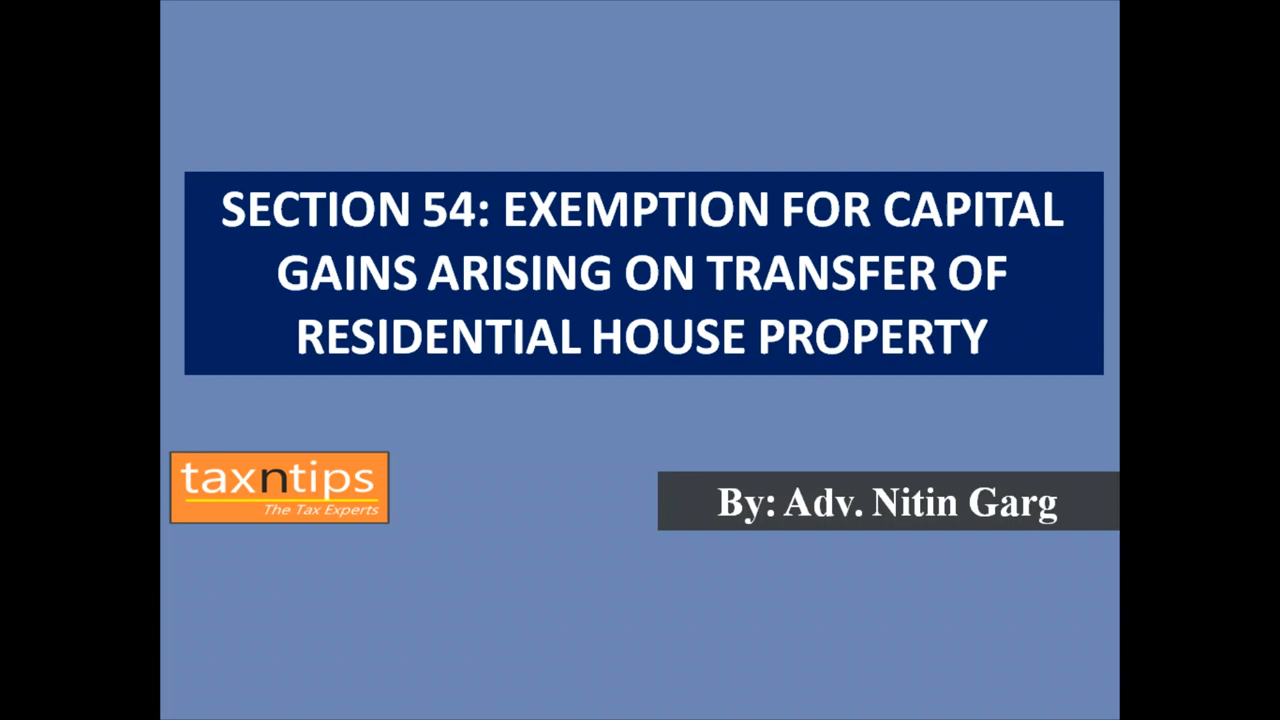 SECTION 54: EXEMPTION FOR CAPITAL
GAINS ARISING ON TRANSFER OF
RESIDENTIAL HOUSE PROPERTY
taxntips
The Tax Experts
By: Adv. Nitin Garg